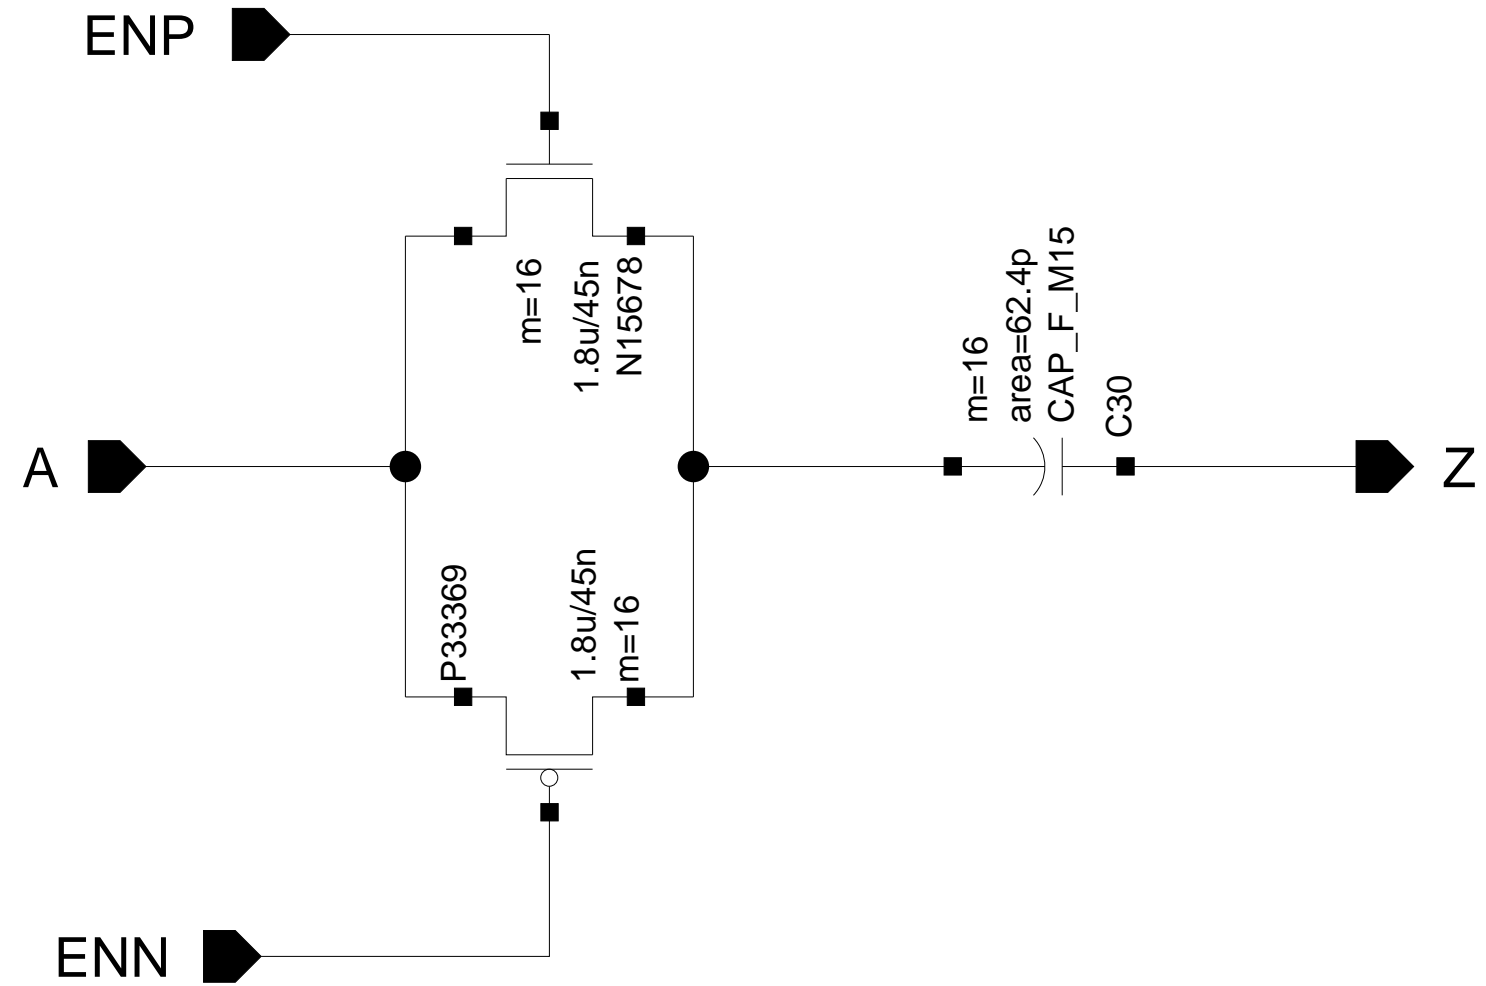 ENP
m=16
1.8u/45n
N15678
m=16
area=62.4p
CAP_F_M15
C30
A
Z
P33369
1.8u/45n
m=16
ENN